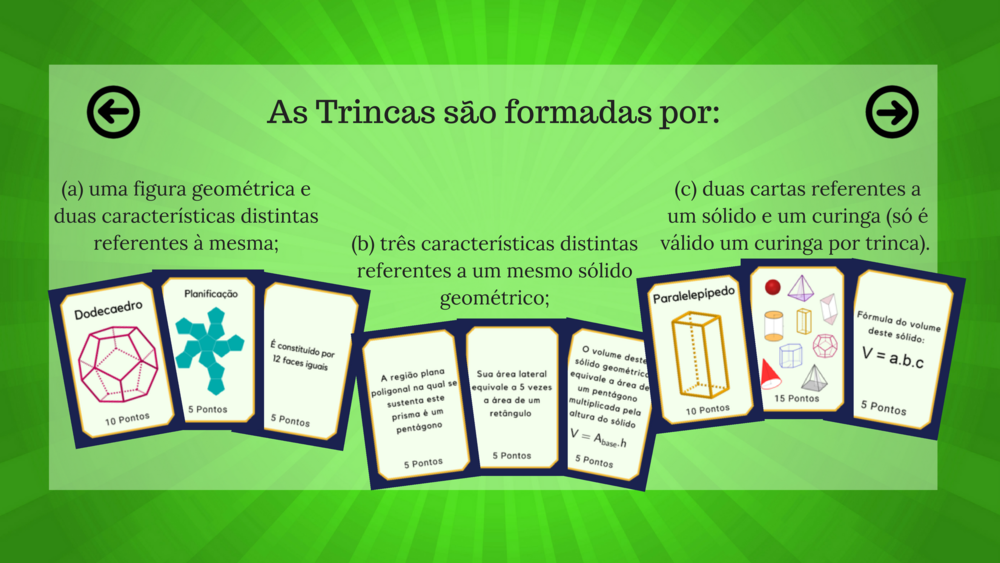 As Trincas são formadas por:
(a) uma figura geométrica e
duas características distintas
referentes à mesma;
(b) três características distintas
referentes a um mesmo sólido
geométrico;
(c) duas cartas referentes a
um sólido e um curinga (só é
válido um curinga por trinca).
Dodecaedro
10 Pontos
Planificação
5 Pontos
É constituído por
12 faces iguais
5 Pontos
A região plana
poligonal na qual se
sustenta este
prisma é um
pentágono
5 Pontos
Sua área lateral
equivale a 5 vezes
a área de um
retângulo
5 Pontos
O volume deste
sólido geométrico
equivale a área de
um pentágono
multiplicada pela
altura do sólido
V = Abase.h
5 Pontos
Paralelepípedo
10 Pontos
15 Pontos
Fórmula do volume
deste sólido:
V = a.b.c
5 Pontos